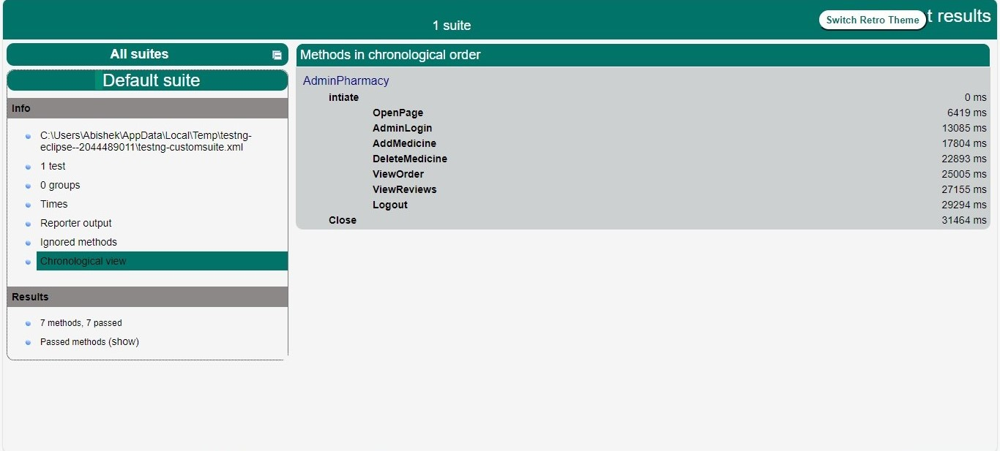 1 suite
Switch Retro Theme
t results
All suites
Default suite
Info
C:\Users\Abishek\AppData\Local\Temp\testng-
eclipse--2044489011\testng-customsuite.xml
1 test
0 groups
Times
Reporter output
Ignored methods
Chronological view
Results
7 methods, 7 passed
Passed methods (show)
Methods in chronological order
AdminPharmacy
intiate 0 ms
OpenPage 6419 ms
AdminLogin 13085 ms
AddMedicine 17804 ms
DeleteMedicine 22893 ms
ViewOrder 25005 ms
ViewReviews 27155 ms
Logout 29294 ms
Close 31464 ms